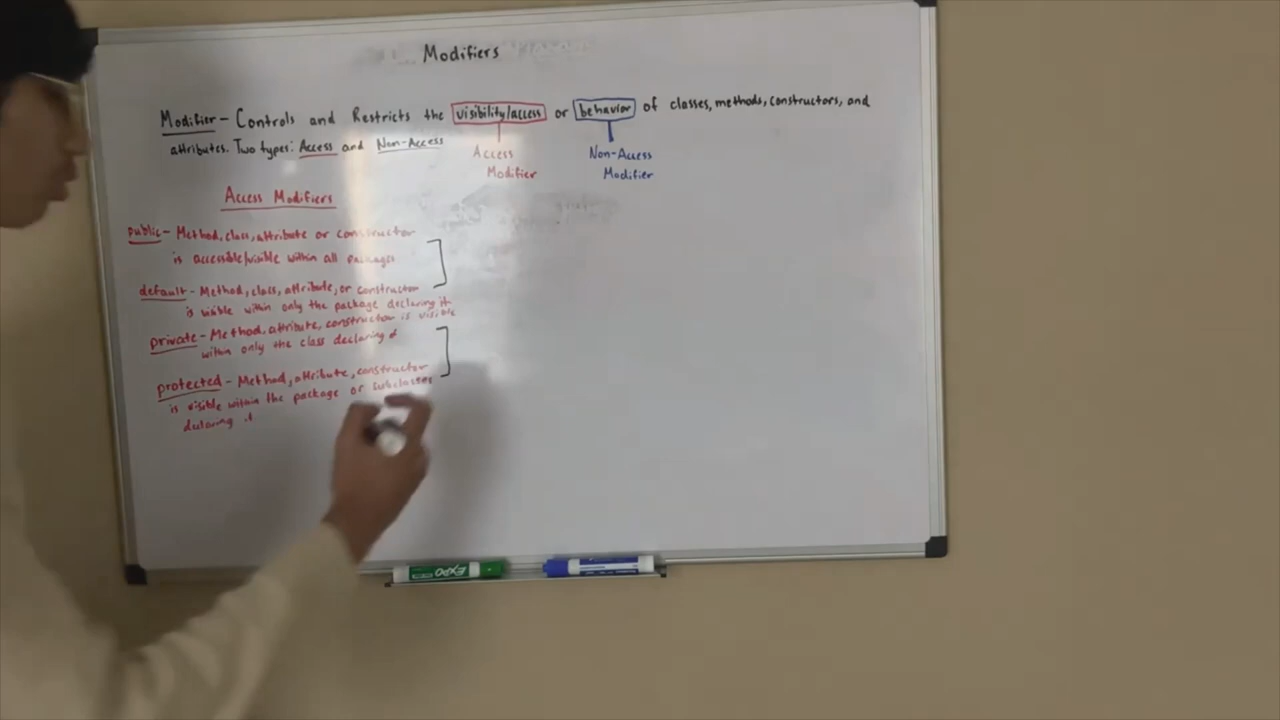 Modifiers
Modifier - Controls and Restricts the visibility/access or behavior of classes, methods, constructors, and
attributes. Two types: Access and Non-Access
Access
Modifier
Non-Access
Modifier
Access Modifiers
public - Method, class, attribute or constructor
is accessible/visible within all packages
default - Method, class, attribute, or constructor
is visible within only the package declaring it
private - Method, attribute, constructor is visible
within only the class declaring it
protected - Method, attribute, constructor
is visible within the package or subclasses
declaring it
EXPO